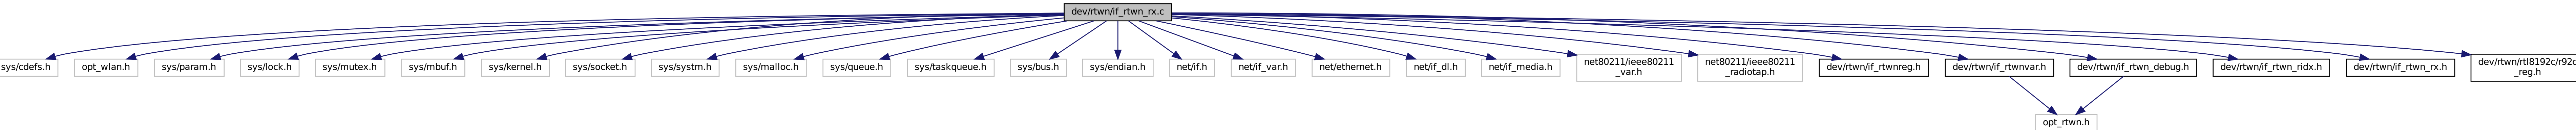 dev/rtwn/if_rtwn_rx.c
sys/cdefs.h
opt_wlan.h
sys/param.h
sys/lock.h
sys/mutex.h
sys/mbuf.h
sys/kernel.h
sys/socket.h
sys/systm.h
sys/malloc.h
sys/queue.h
sys/taskqueue.h
sys/bus.h
sys/endian.h
net/if.h
net/if_var.h
net/ethernet.h
net/if_dl.h
net/if_media.h
net80211/ieee80211
_var.h
net80211/ieee80211
_radiotap.h
dev/rtwn/if_rtwnreg.h
dev/rtwn/if_rtwnvar.h
dev/rtwn/if_rtwn_debug.h
dev/rtwn/if_rtwn_ridx.h
dev/rtwn/if_rtwn_rx.h
dev/rtwn/rtl8192c/r92c
_reg.h
opt_rtwn.h